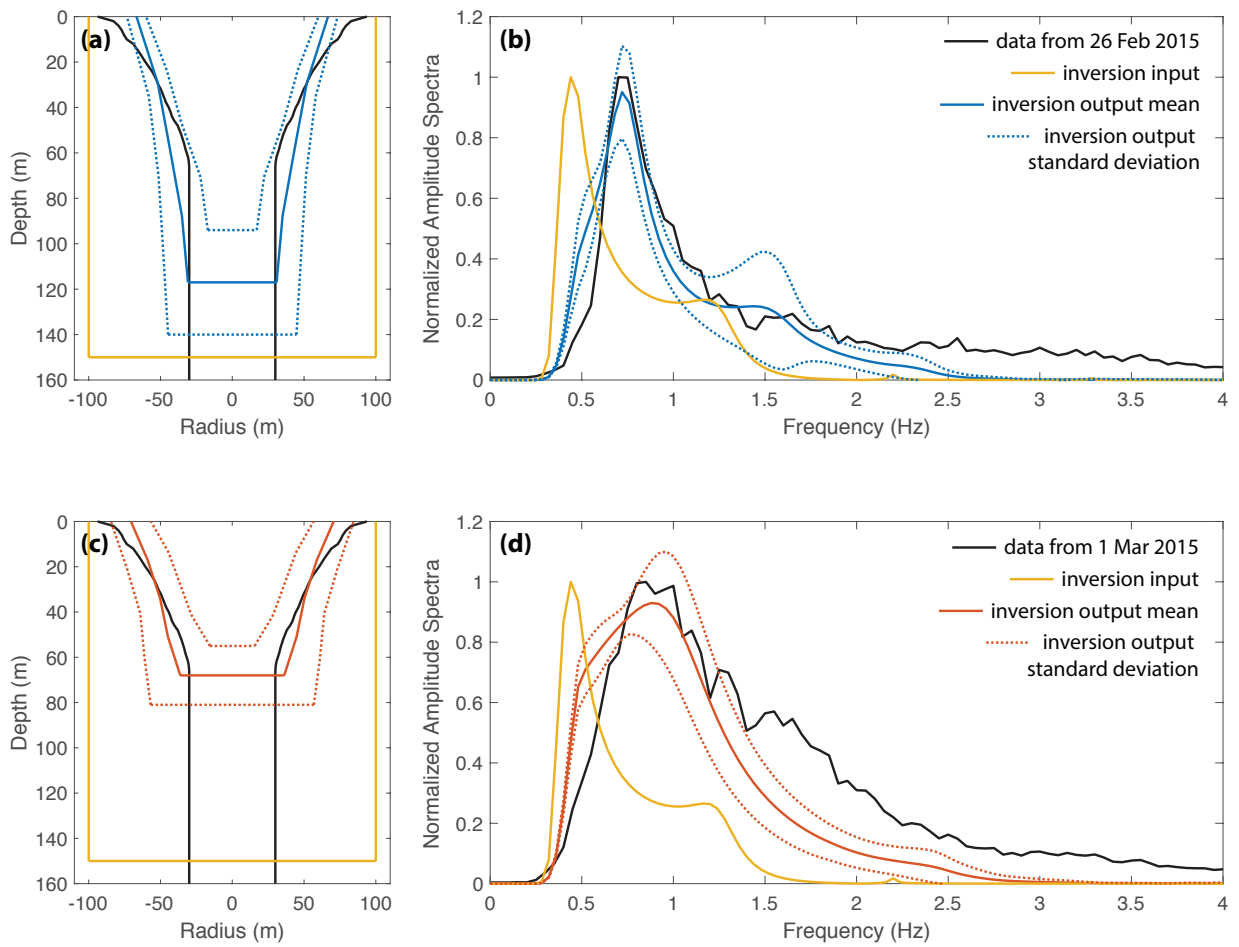 (a)
0
20
40
60
80
100
120
140
160
Depth (m)
-100 -50 0 50 100
Radius (m)
(b)
1.2
1
0.8
0.6
0.4
0.2
0
Normalized Amplitude Spectra
data from 26 Feb 2015
inversion input
inversion output mean
inversion output
standard deviation
0 0.5 1 1.5 2 2.5 3 3.5 4
Frequency (Hz)
(c)
0
20
40
60
80
100
120
140
160
Depth (m)
-100 -50 0 50 100
Radius (m)
(d)
1.2
1
0.8
0.6
0.4
0.2
0
Normalized Amplitude Spectra
data from 1 Mar 2015
inversion input
inversion output mean
inversion output
standard deviation
0 0.5 1 1.5 2 2.5 3 3.5 4
Frequency (Hz)